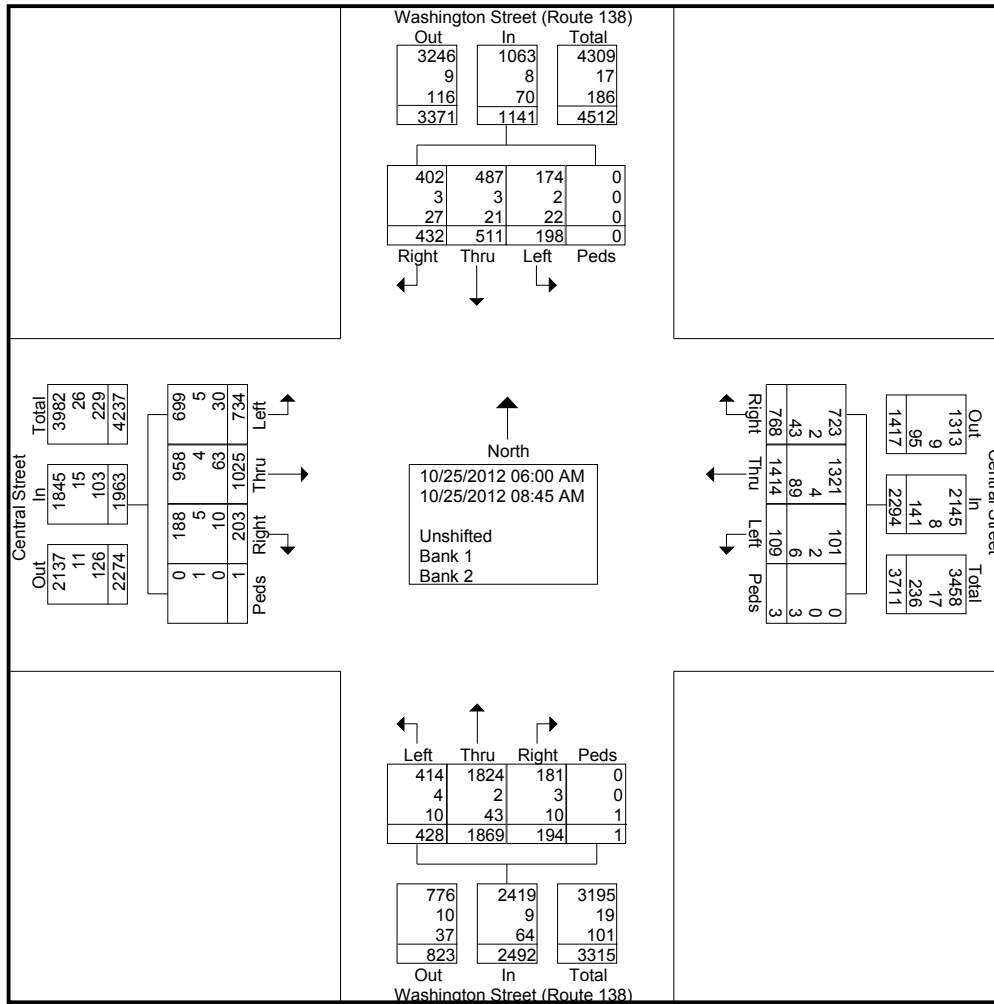 Washington Street (Route 138)
Out In Total
3246 1063 4309
9 8 17
116 70 186
3371 1141 4512
402 487 174 0
3 3 2 0
27 21 22 0
432 511 198 0
Right Thru Left Peds
Central Street
Total In Out
3982 1845 2137
26 15 11
229 103 126
4237 1963 2274
699 958 188 0
5 4 5 1
30 63 10 0
734 1025 203 1
Left Thru Right Peds
North
10/25/2012 06:00 AM
10/25/2012 08:45 AM
Unshifted
Bank 1
Bank 2
Right Thru Left Peds
723 1321 101 0
2 4 2 0
43 89 6 3
768 1414 109 3
Out In Total
1313 2145 3458
9 8 17
95 141 236
1417 2294 3711
Central Street
Left Thru Right Peds
414 1824 181 0
4 2 3 0
10 43 10 1
428 1869 194 1
776 2419 3195
10 9 19
37 64 101
823 2492 3315
Out In Total
Washington Street (Route 138)